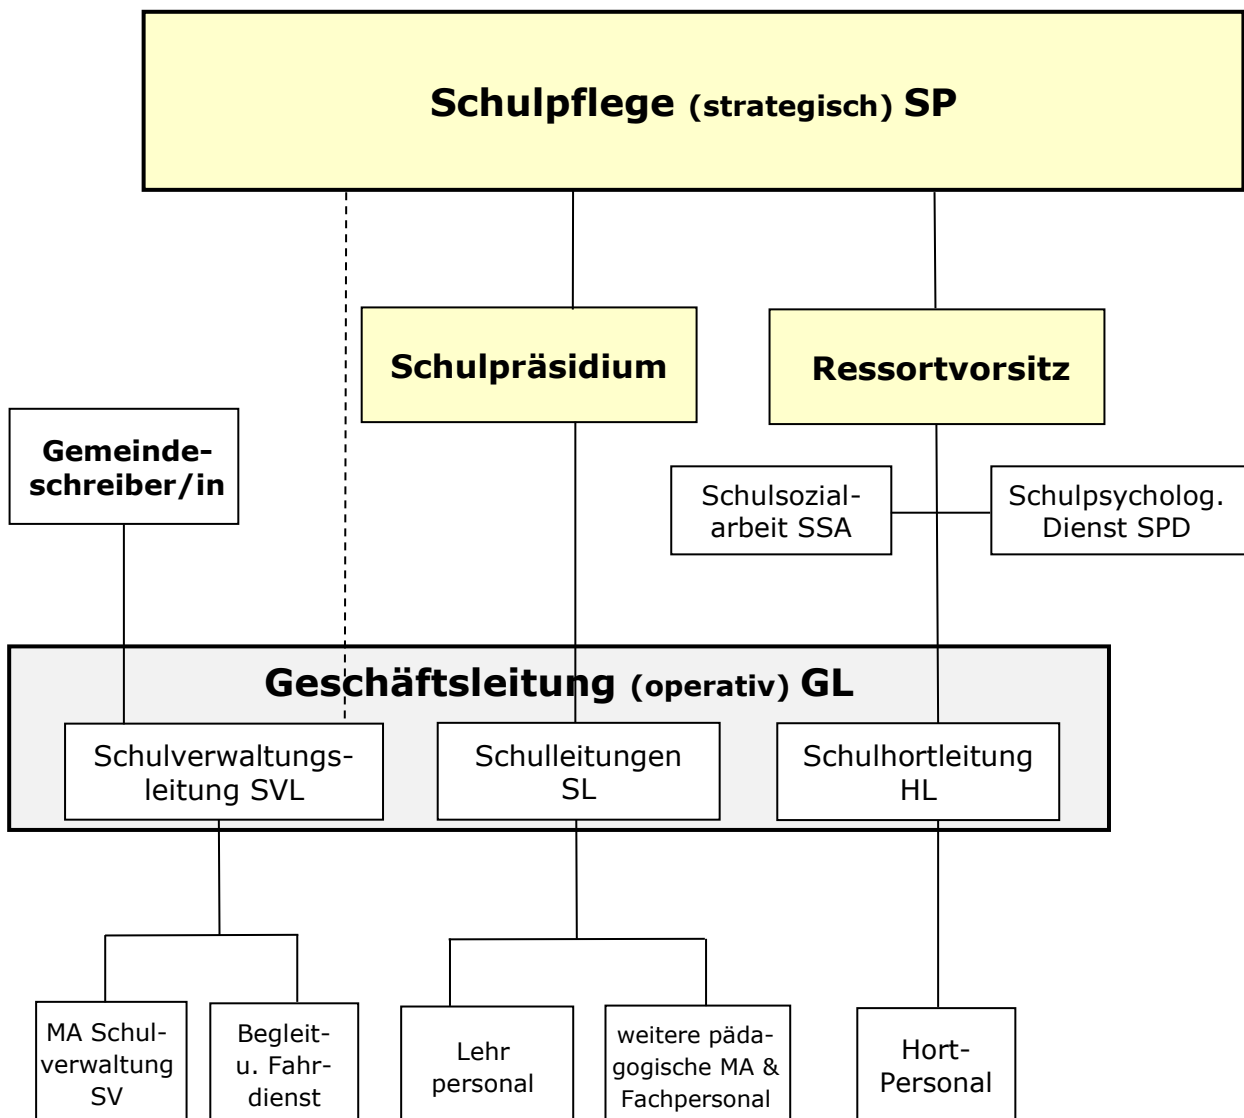 Schulpflege (strategisch) SP
Schulpräsidium
Ressortvorsitz
Gemeinde-
schreiber/in
Schulsozial-
arbeit SSA
Schulpsycholog.
Dienst SPD
Geschäftsleitung (operativ) GL
Schulverwaltungs-
leitung SVL
Schulleitungen
SL
Schulhortleitung
HL
MA Schul-
verwaltung
SV
Begleit-
u. Fahr-
dienst
Lehr
personal
weitere päda-
gogische MA &
Fachpersonal
Hort-
Personal